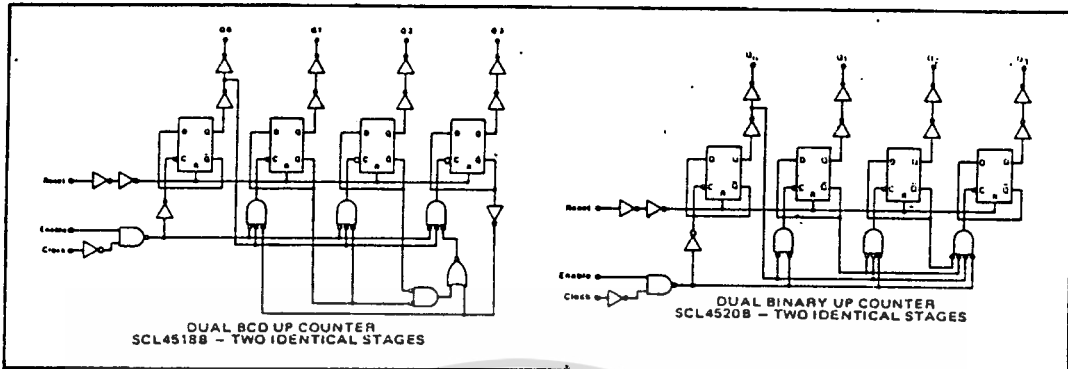 Q0 Q1 Q2 Q3
D Q D Q D Q D Q
C Q̅ C Q̅ C Q̅ C Q̅
R R R R
Reset
Enable
Clock
DUAL BCD UP COUNTER
SCL4518B – TWO IDENTICAL STAGES
D D D D
C Q̅ C Q̅ C Q̅ C Q̅
R R R R
Reset
Enable
Clock
DUAL BINARY UP COUNTER
SCL4520B – TWO IDENTICAL STAGES